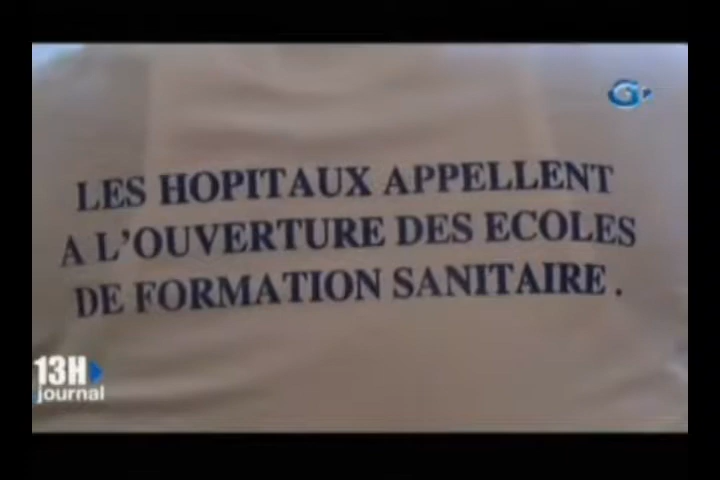 G
LES HOPITAUX APPELLENT
A L'OUVERTURE DES ECOLES
DE FORMATION SANITAIRE .
13H
journal